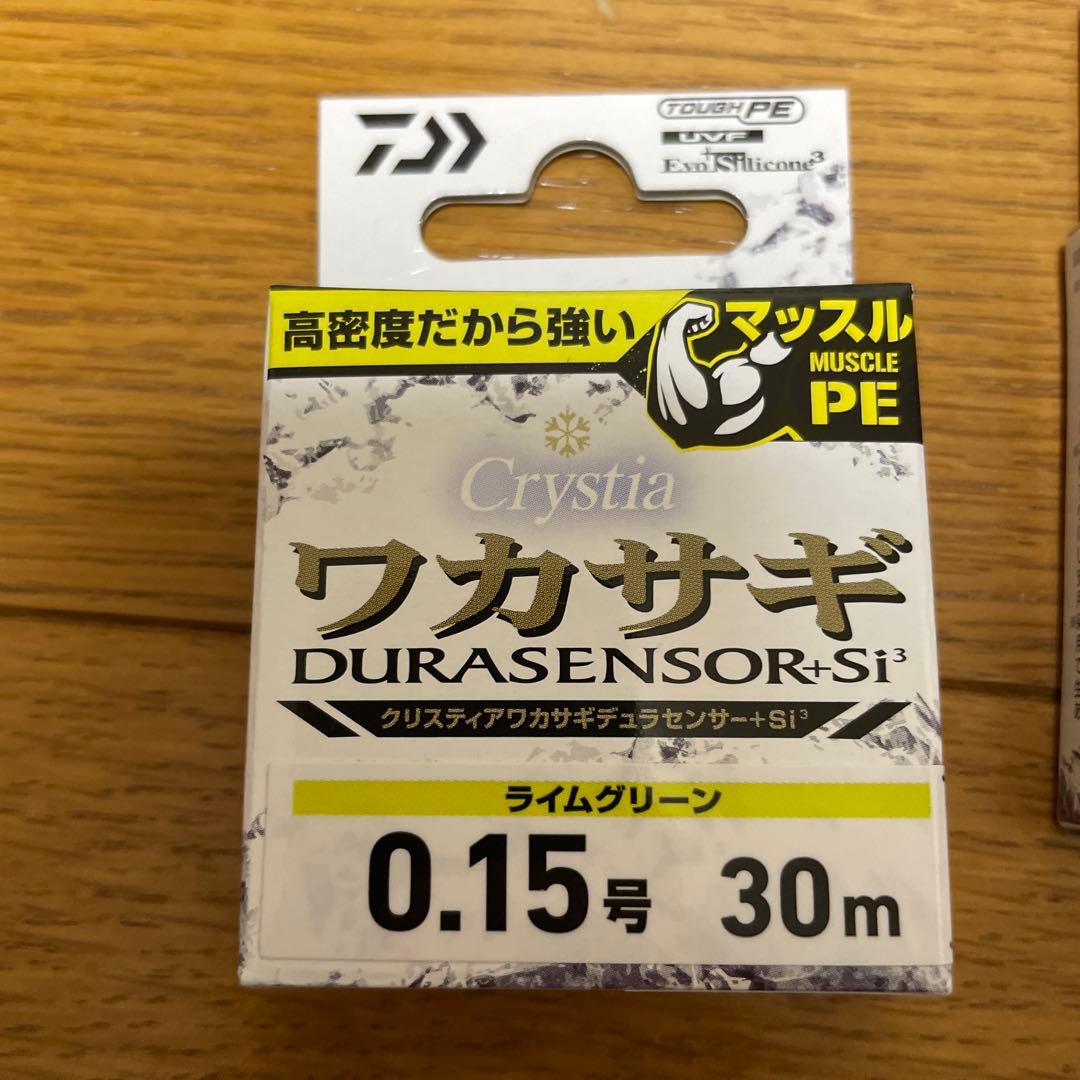 TOUGH PE
UVF
Evo+Silicone³
高密度だから強い
マッスル
MUSCLE
PE
Crystia
ワカサギ
DURASENSOR+Si³
クリスティアワカサギデュラセンサー+Si³
ライムグリーン
0.15号 30m